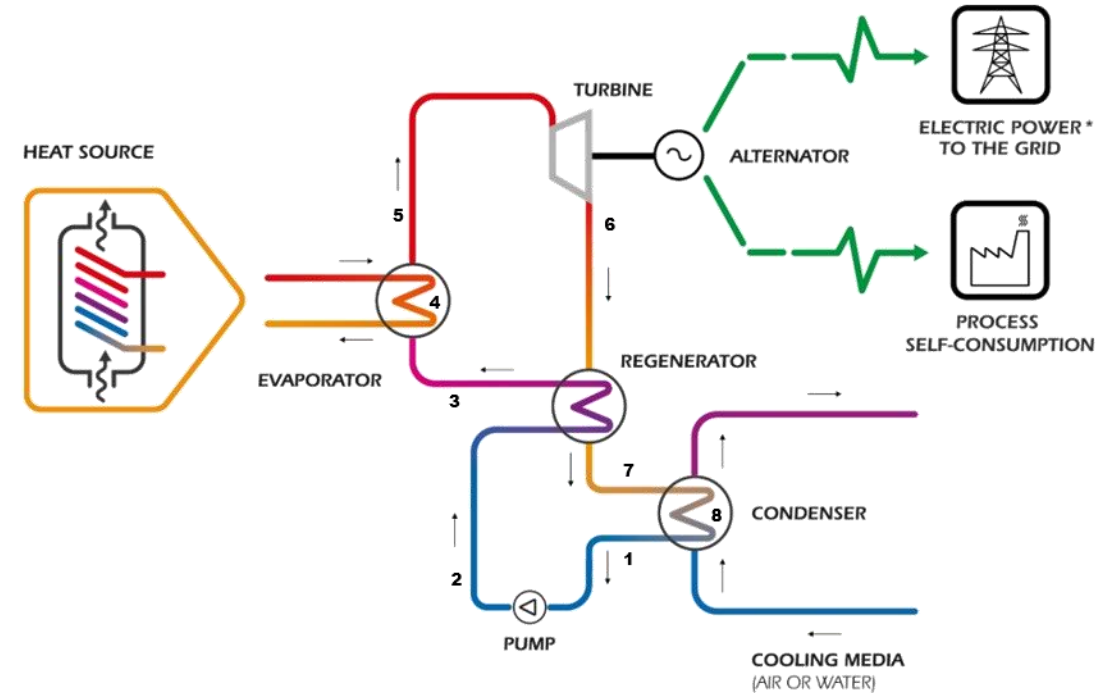 TURBINE
HEAT SOURCE
ALTERNATOR
ELECTRIC POWER *
TO THE GRID
5
6
4
PROCESS
SELF-CONSUMPTION
EVAPORATOR
REGENERATOR
3
7
8
CONDENSER
1
2
PUMP
COOLING MEDIA
(AIR OR WATER)